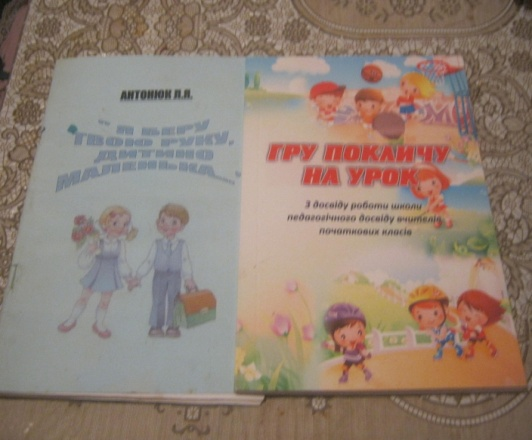 АНТОНЮК Л.Я.
"Я БЕРУ
ТВОЮ РУКУ,
ДИТИНО
МАЛЕНЬКА..."
ГРУ ПОКЛИЧУ
НА УРОК
З досвіду роботи школи
педагогічного досвіду вчителів
початкових класів